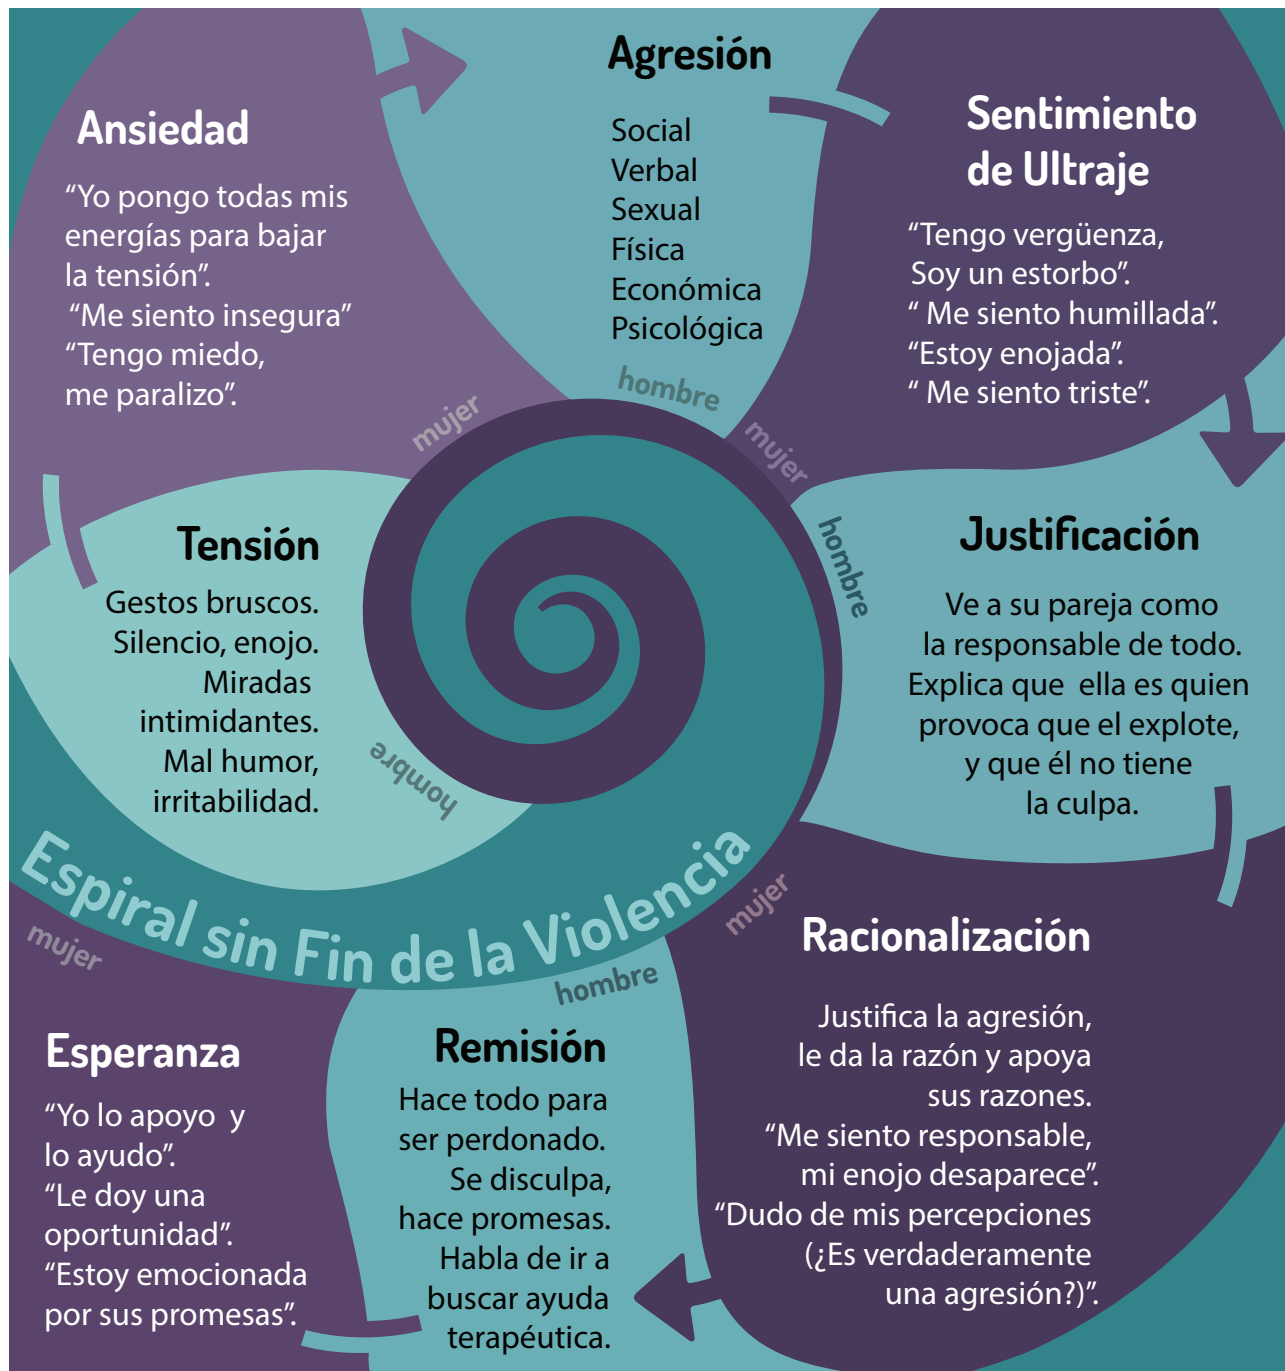 Agresión
Social
Verbal
Sexual
Física
Económica
Psicológica
hombre
Sentimiento
de Ultraje
“Tengo vergüenza,
Soy un estorbo”.
“ Me siento humillada”.
“Estoy enojada”.
“ Me siento triste”.
mujer
Justificación
Ve a su pareja como
la responsable de todo.
Explica que ella es quien
provoca que el explote,
y que él no tiene
la culpa.
hombre
Racionalización
Justifica la agresión,
le da la razón y apoya
sus razones.
“Me siento responsable,
mi enojo desaparece”.
“Dudo de mis percepciones
(¿Es verdaderamente
una agresión?)”.
mujer
Remisión
Hace todo para
ser perdonado.
Se disculpa,
hace promesas.
Habla de ir a
buscar ayuda
terapéutica.
hombre
Esperanza
“Yo lo apoyo y
lo ayudo”.
“Le doy una
oportunidad”.
“Estoy emocionada
por sus promesas”.
mujer
Espiral sin Fin de la Violencia
Tensión
Gestos bruscos.
Silencio, enojo.
Miradas
intimidantes.
Mal humor,
irritabilidad.
hombre
Ansiedad
“Yo pongo todas mis
energías para bajar
la tensión”.
“Me siento insegura”
“Tengo miedo,
me paralizo”.
mujer